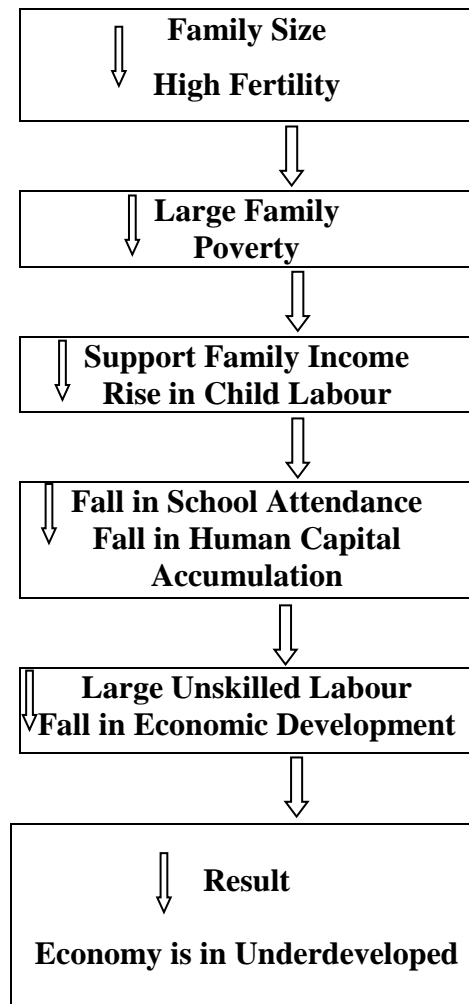 Family Size
High Fertility
Large Family
Poverty
Support Family Income
Rise in Child Labour
Fall in School Attendance
Fall in Human Capital
Accumulation
Large Unskilled Labour
Fall in Economic Development
Result
Economy is in Underdeveloped